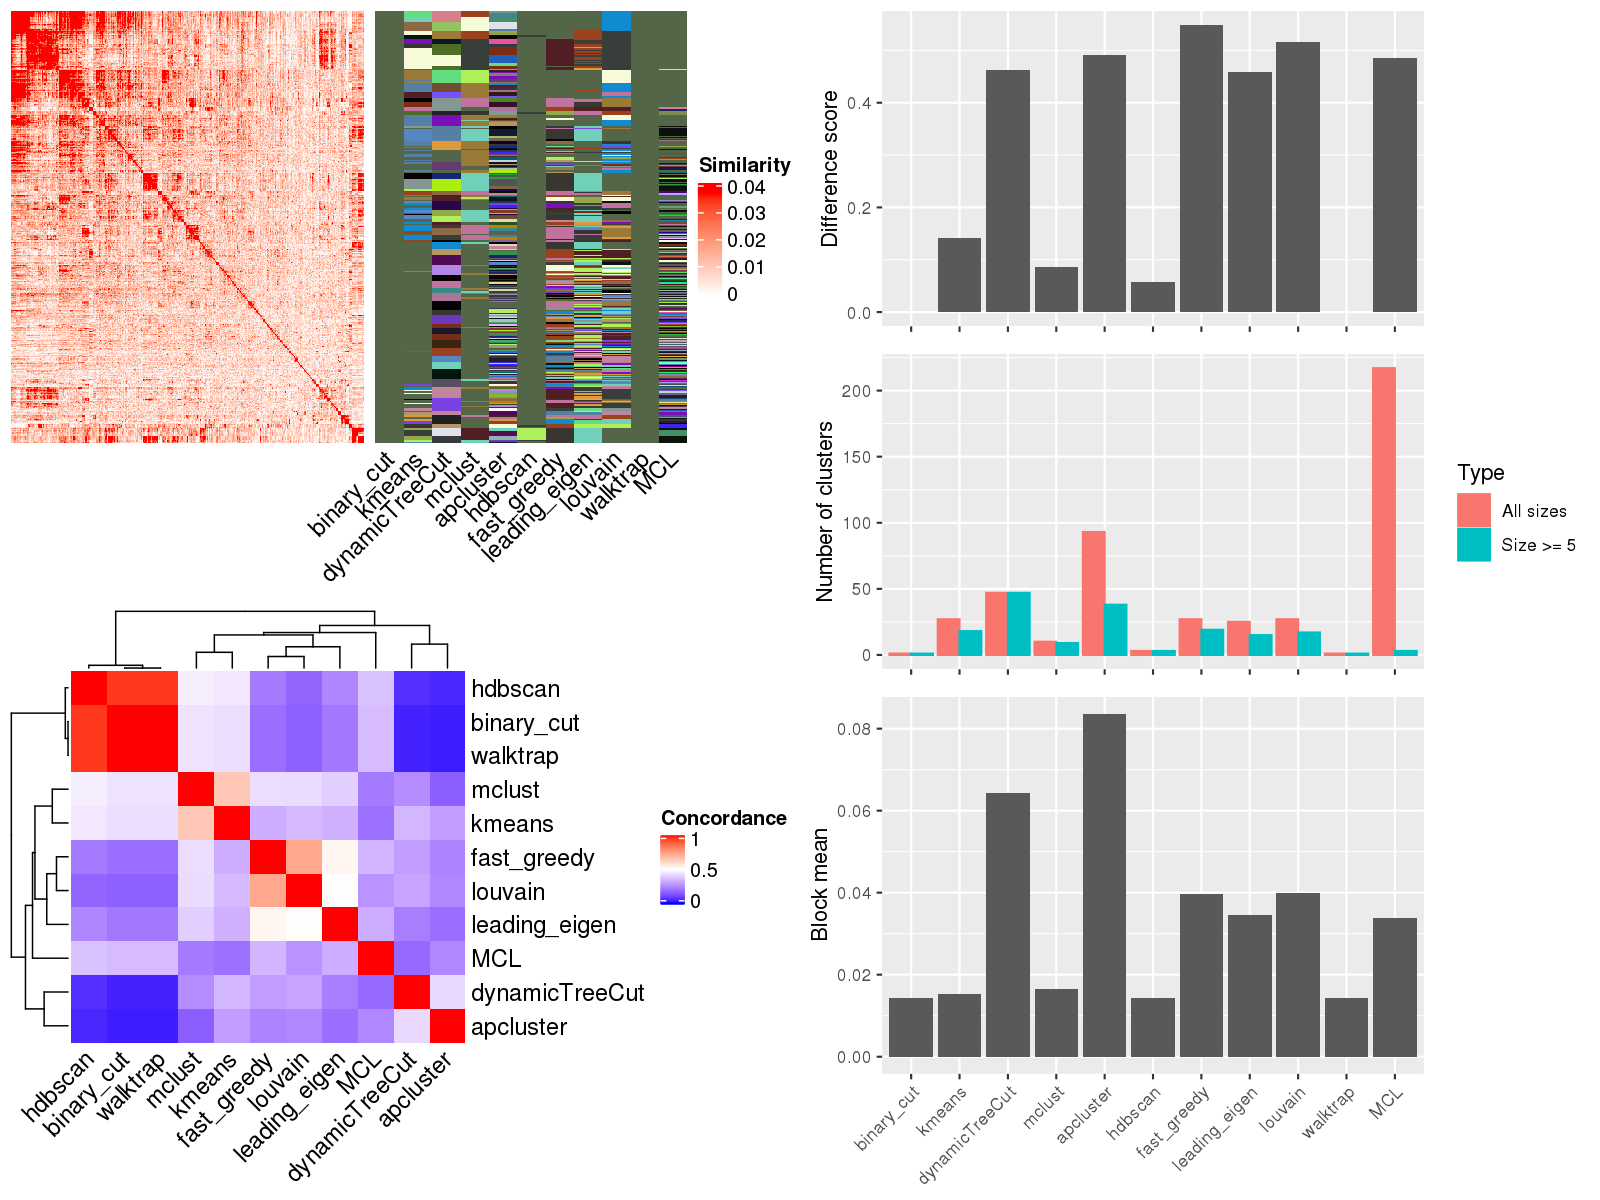 Similarity
0.04
0.03
0.02
0.01
0
binary_cut
kmeans
dynamicTreeCut
mclust
apcluster
hdbscan
fast_greedy
leading_eigen
louvain
walktrap
MCL
hdbscan
binary_cut
walktrap
mclust
kmeans
fast_greedy
louvain
leading_eigen
MCL
dynamicTreeCut
apcluster
Concordance
1
0.5
0
hdbscan
binary_cut
walktrap
mclust
kmeans
fast_greedy
louvain
leading_eigen
MCL
dynamicTreeCut
apcluster
Difference score
0.4
0.2
0.0
Number of clusters
200
150
100
50
0
Type
All sizes
Size >= 5
Block mean
0.08
0.06
0.04
0.02
0.00
binary_cut
kmeans
dynamicTreeCut
mclust
apcluster
hdbscan
fast_greedy
leading_eigen
louvain
walktrap
MCL